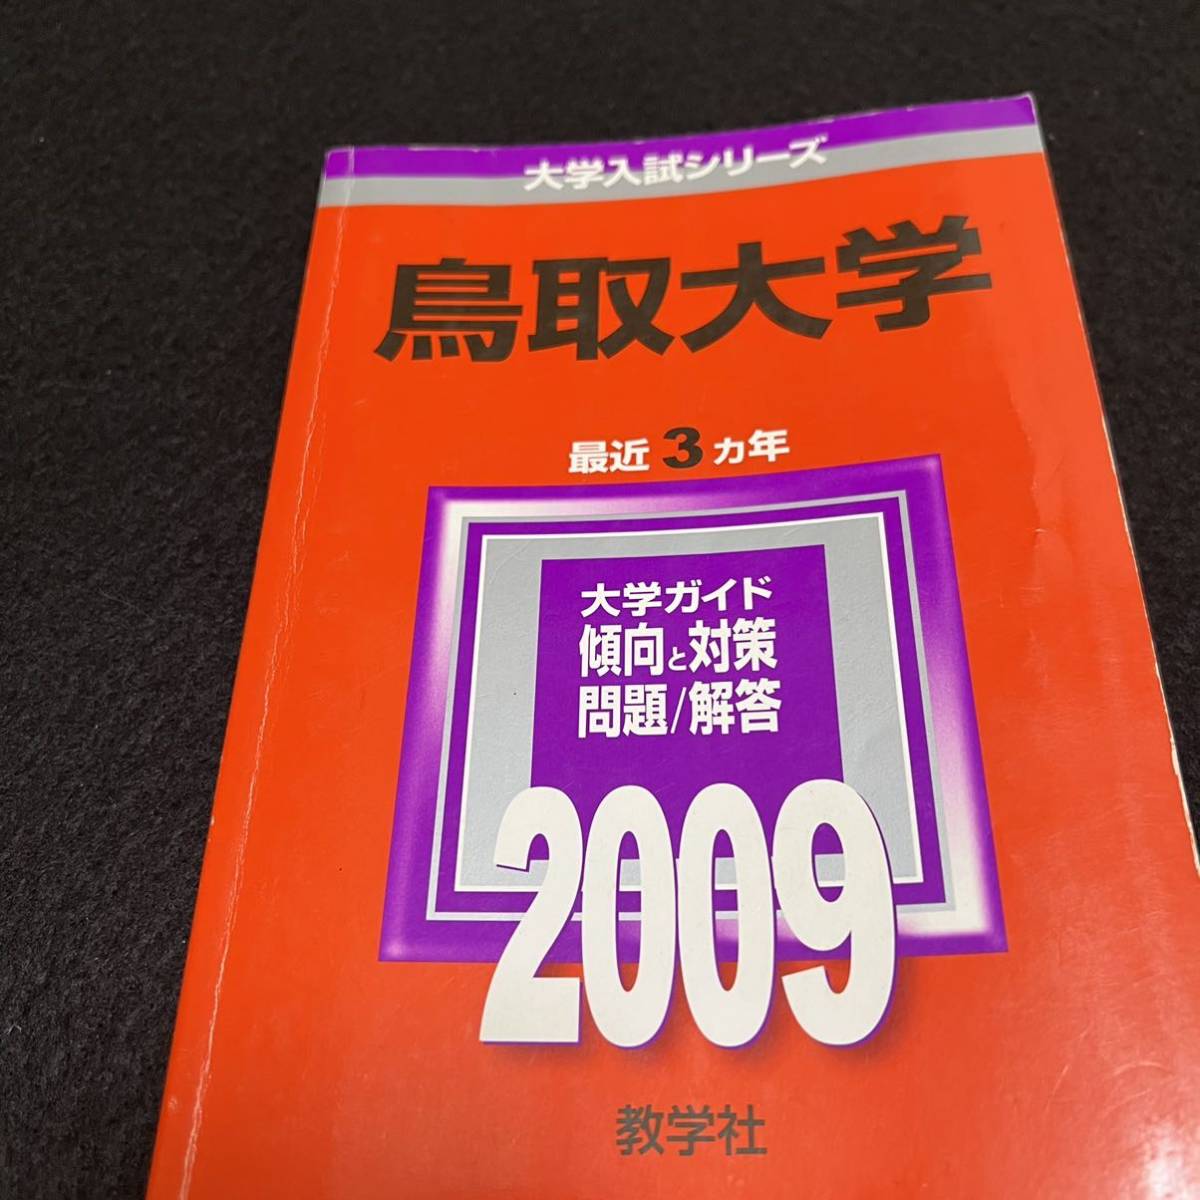 大学入試シリーズ
鳥取大学
最近3カ年
大学ガイド
傾向と対策
問題/解答
2009
教学社